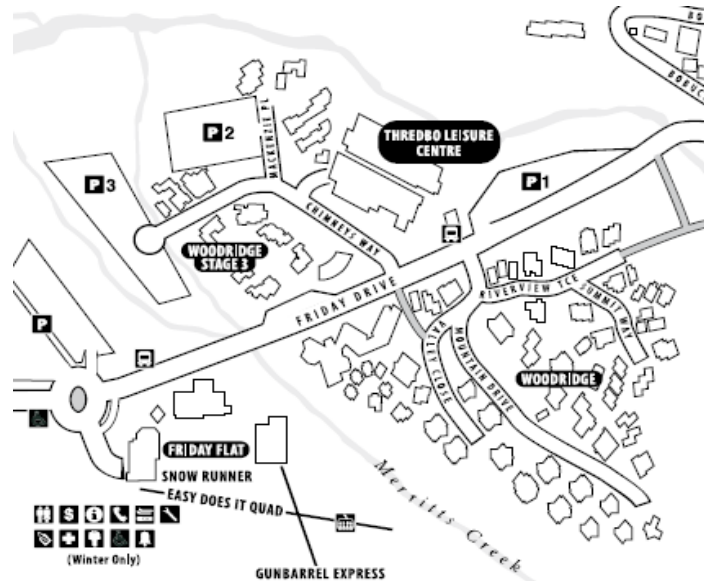 BOBUC
P 2
MACKENZIE PL
THREDBO LEISURE
CENTRE
P 3
P 1
CHIMNEYS WAY
WOODRIDGE
STAGE 3
FRIDAY DRIVE
RIVERVIEW TCE
SUMMIT WAY
P
VALLEY CLOSE
MOUNTAIN DRIVE
WOODRIDGE
FRIDAY FLAT
SNOW RUNNER
EASY DOES IT QUAD
Merritts Creek
$ i
(Winter Only)
GUNBARREL EXPRESS